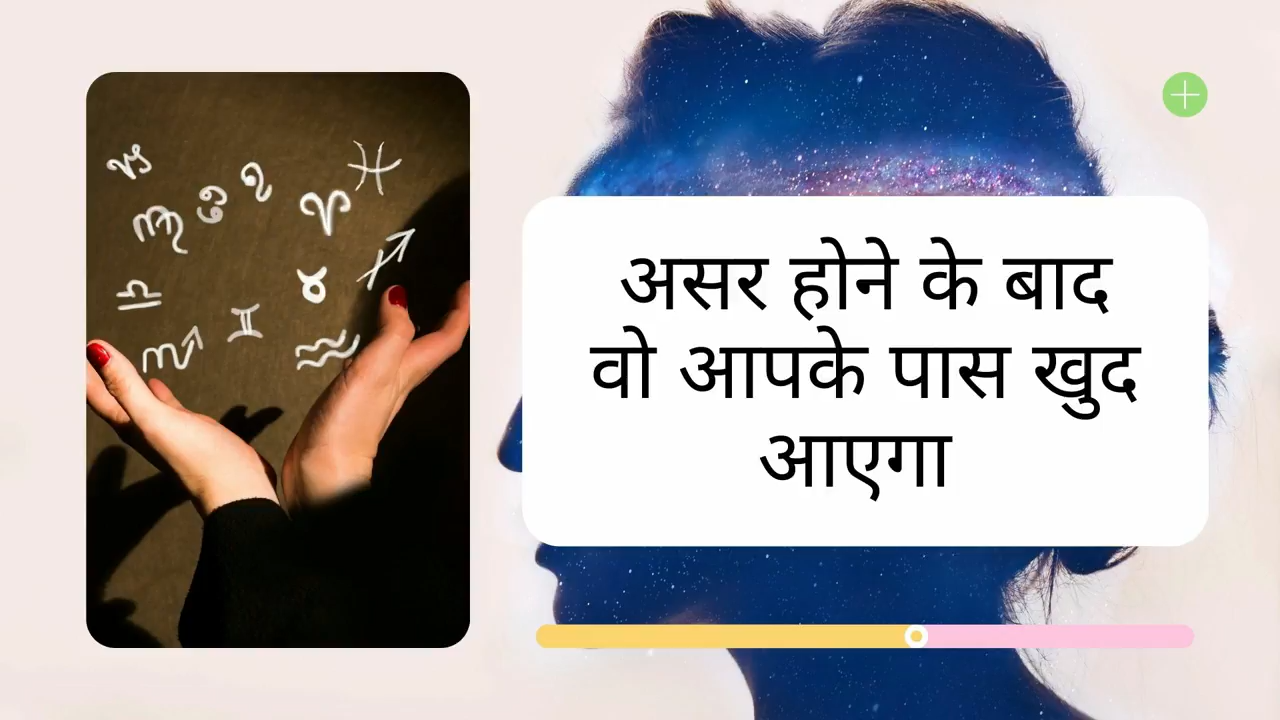 असर होने के बाद
वो आपके पास खुद
आएगा